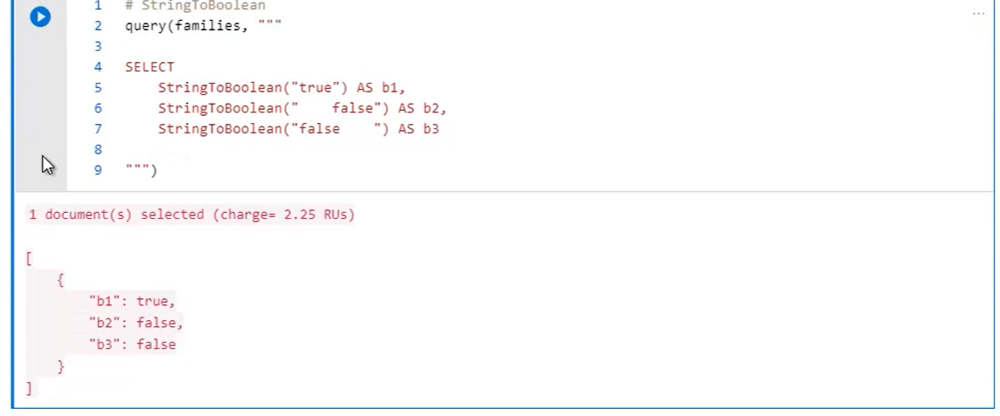 1 # StringToBoolean
2 query(families, """
3
4 SELECT
5     StringToBoolean("true") AS b1,
6     StringToBoolean("    false") AS b2,
7     StringToBoolean("false    ") AS b3
8
9 """)
1 document(s) selected (charge= 2.25 RUs)
[
    {
        "b1": true,
        "b2": false,
        "b3": false
    }
]